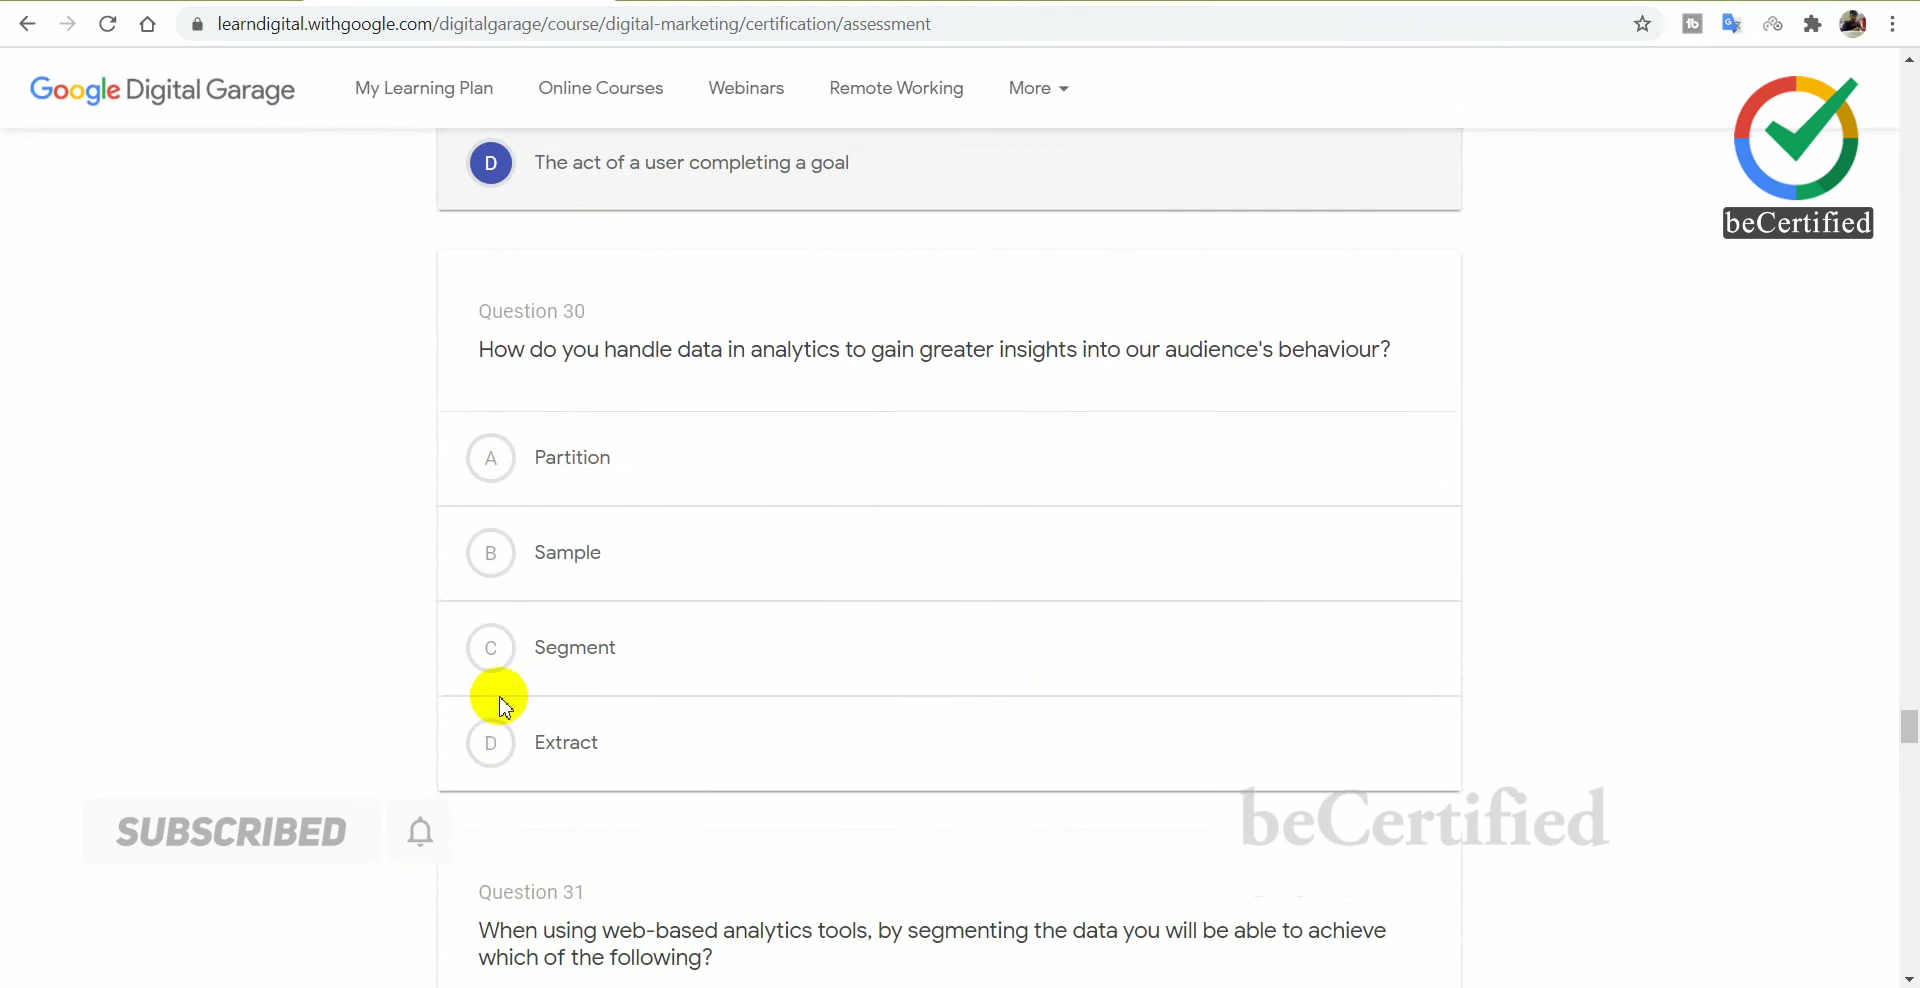 learndigital.withgoogle.com/digitalgarage/course/digital-marketing/certification/assessment
Google Digital Garage
My Learning Plan
Online Courses
Webinars
Remote Working
More
beCertified
D The act of a user completing a goal
Question 30
How do you handle data in analytics to gain greater insights into our audience's behaviour?
A Partition
B Sample
C Segment
D Extract
SUBSCRIBED
beCertified
Question 31
When using web-based analytics tools, by segmenting the data you will be able to achieve
which of the following?